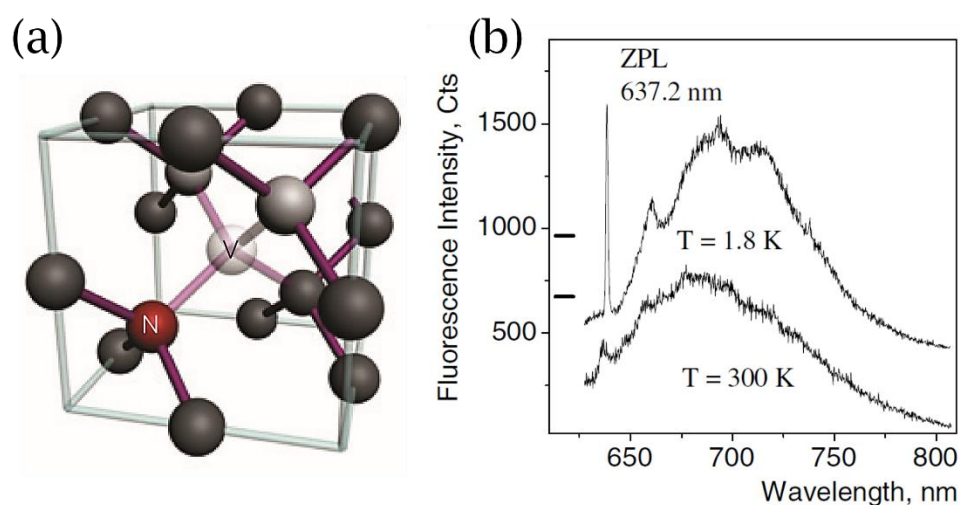 (a)
V
N
(b)
Fluorescence Intensity, Cts
1500
1000
500
ZPL
637.2 nm
T = 1.8 K
T = 300 K
650
700
750
800
Wavelength, nm